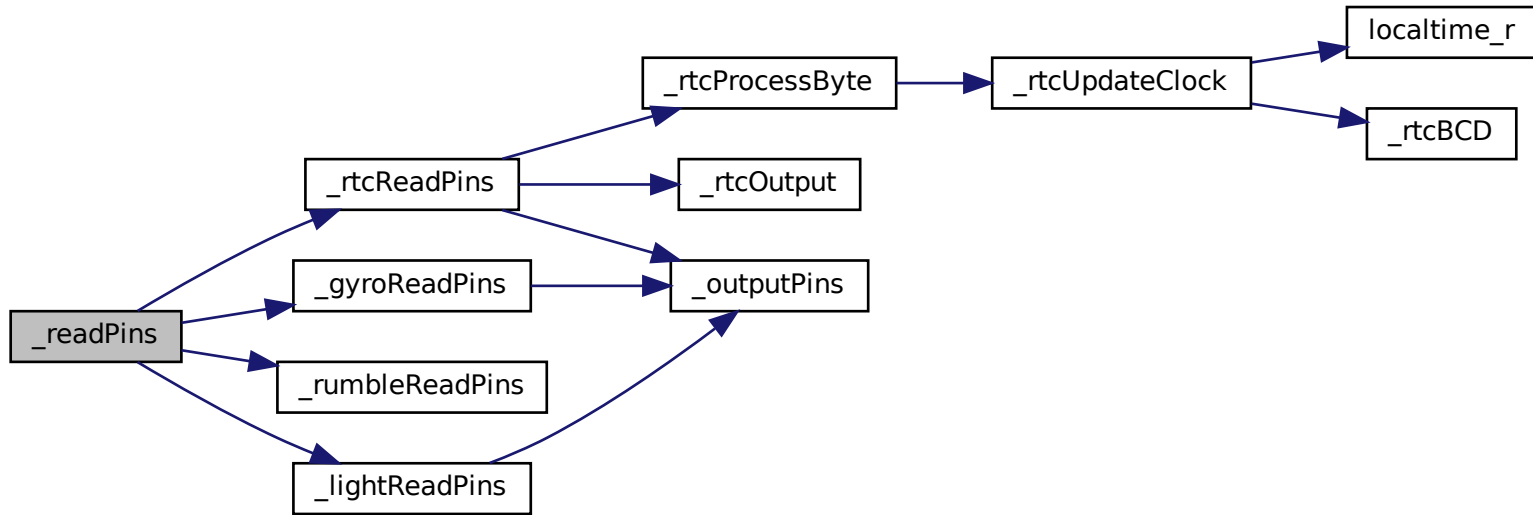 localtime_r
_rtcProcessByte
_rtcUpdateClock
_rtcBCD
_rtcReadPins
_rtcOutput
_gyroReadPins
_outputPins
_readPins
_rumbleReadPins
_lightReadPins